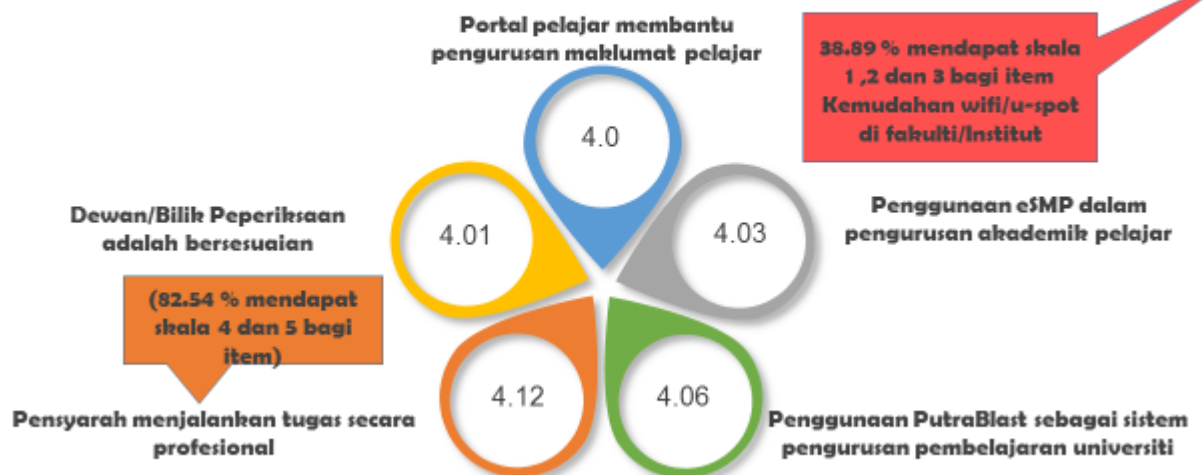 Portal pelajar membantu
pengurusan maklumat pelajar
38.89 % mendapat skala
1 ,2 dan 3 bagi item
Kemudahan wifi/u-spot
di fakulti/Institut
4.0
Dewan/Bilik Peperiksaan
adalah bersesuaian
4.01
4.03
Penggunaan eSMP dalam
pengurusan akademik pelajar
(82.54 % mendapat
skala 4 dan 5 bagi
item)
Pensyarah menjalankan tugas secara
profesional
4.12
4.06
Penggunaan PutraBlast sebagai sistem
pengurusan pembelajaran universiti